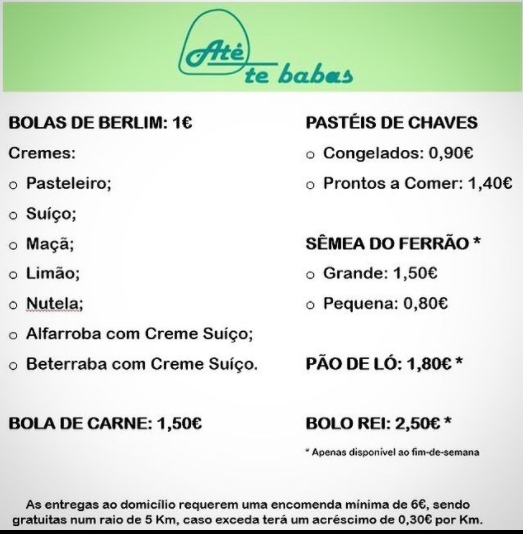 Até
te babas
BOLAS DE BERLIM: 1€
Cremes:
o Pasteleiro;
o Suíço;
o Maçã;
o Limão;
o Nutela;
o Alfarroba com Creme Suíço;
o Beterraba com Creme Suíço.
BOLA DE CARNE: 1,50€
PASTÉIS DE CHAVES
o Congelados: 0,90€
o Prontos a Comer: 1,40€
SÊMEA DO FERRÃO *
o Grande: 1,50€
o Pequena: 0,80€
PÃO DE LÓ: 1,80€ *
BOLO REI: 2,50€ *
* Apenas disponível ao fim-de-semana
As entregas ao domicílio requerem uma encomenda mínima de 6€, sendo
gratuitas num raio de 5 Km, caso exceda terá um acréscimo de 0,30€ por Km.